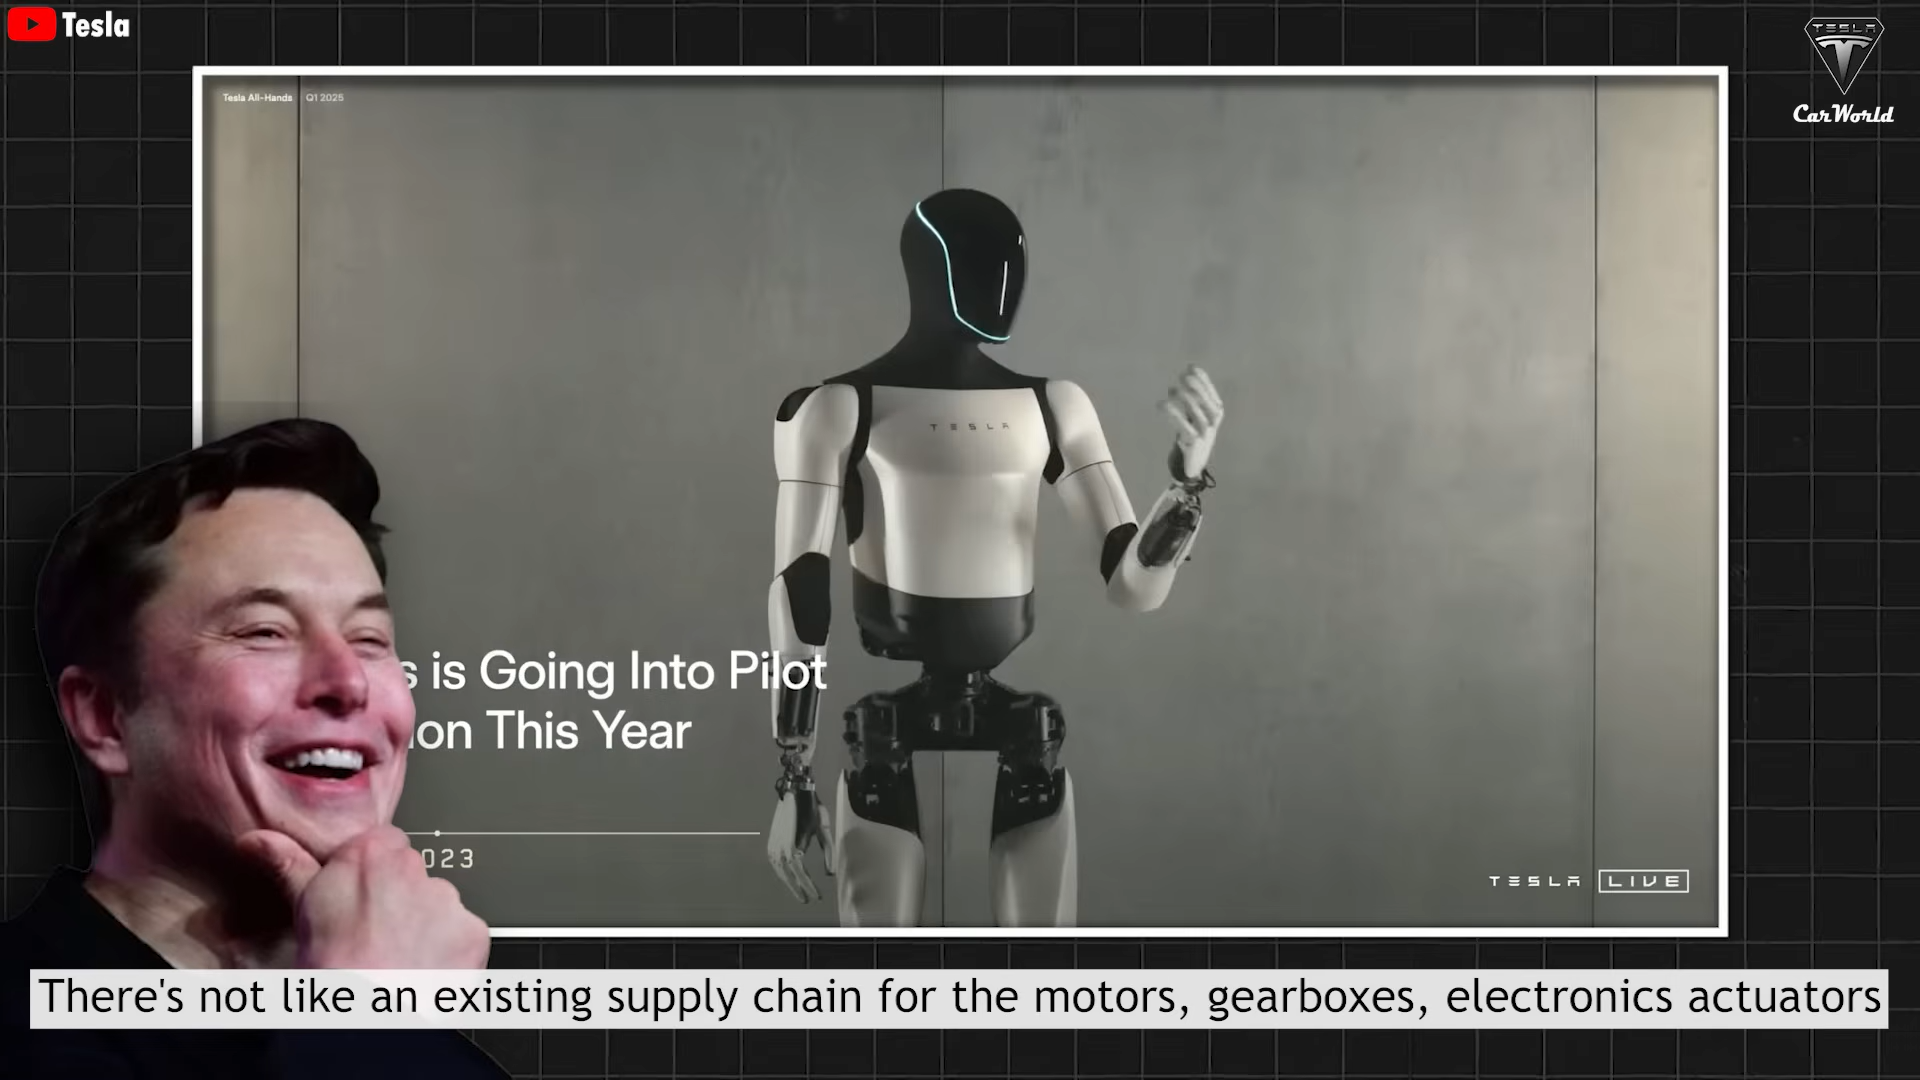 Tesla
TESLA
CarWorld
Tesla All-Hands Q1 2025
TESLA
s is Going Into Pilot
ion This Year
023
TESLA LIVE
There's not like an existing supply chain for the motors, gearboxes, electronics actuators